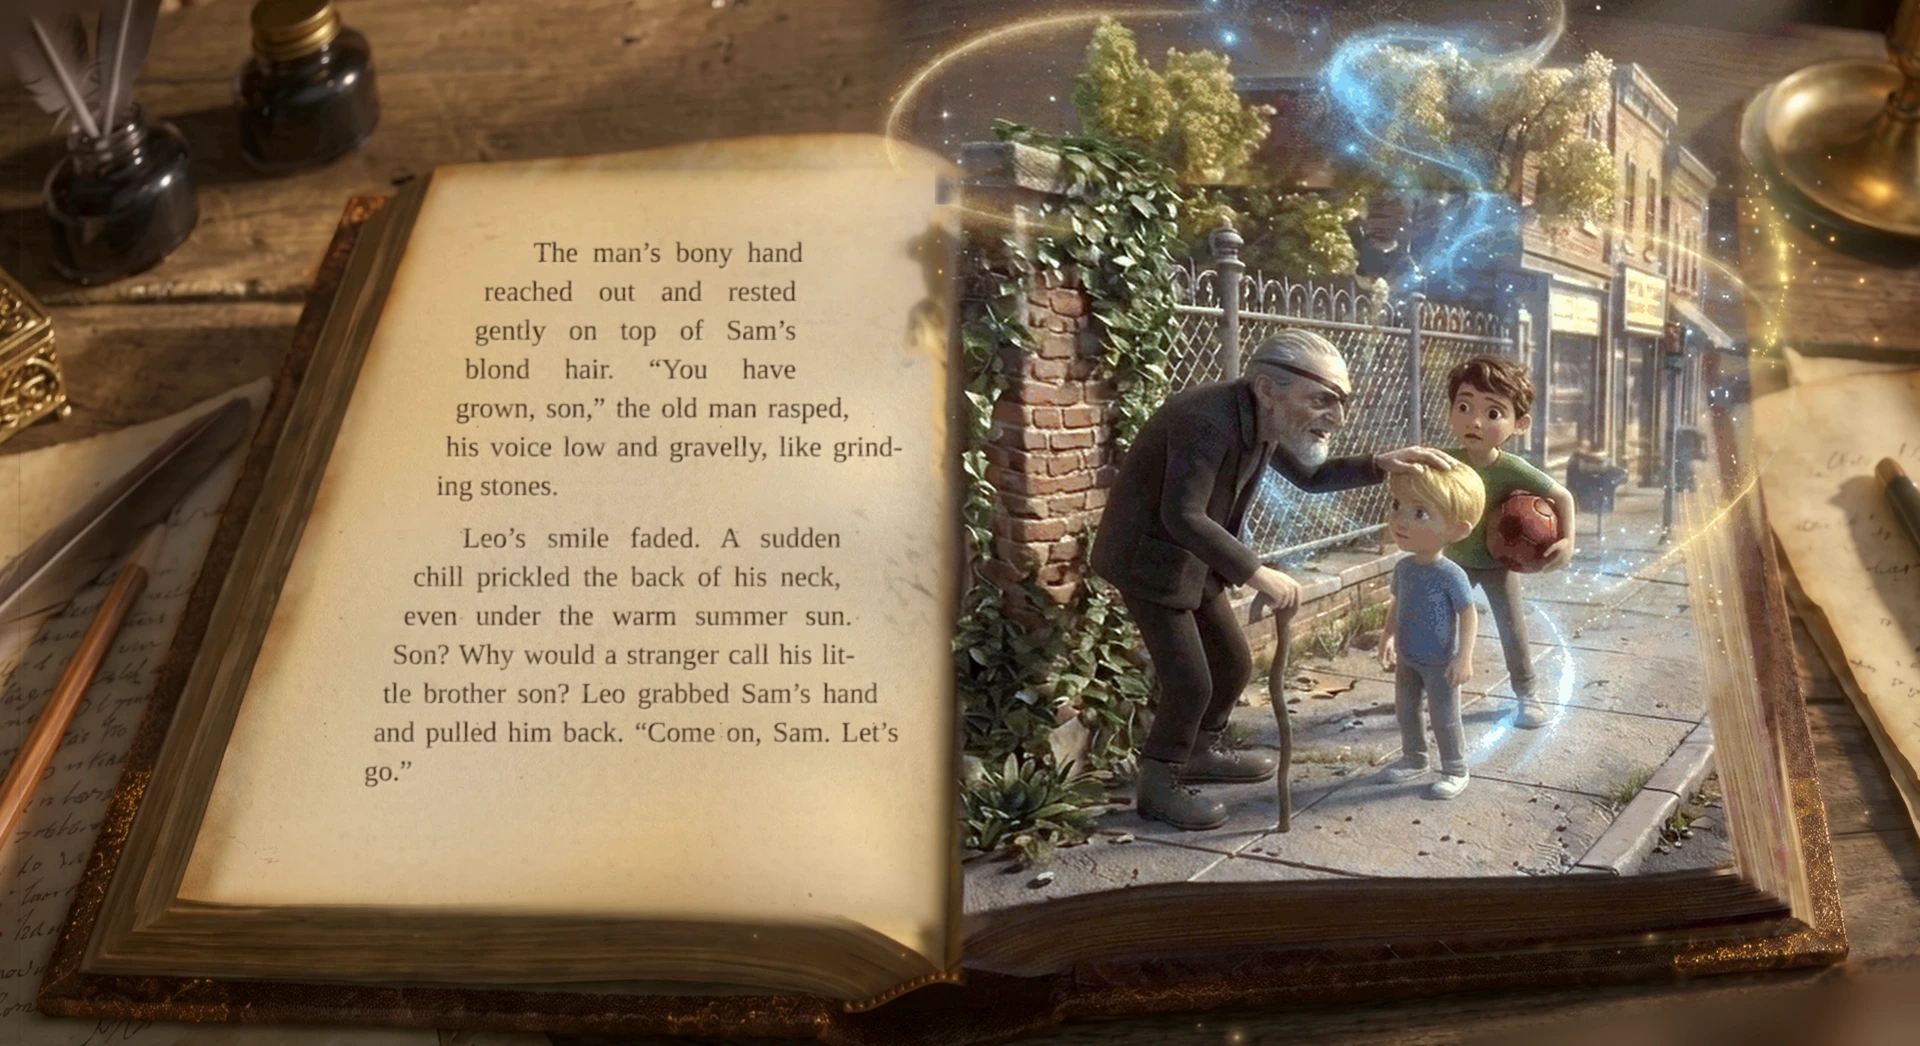 The man’s bony hand
reached out and rested
gently on top of Sam’s
blond hair. “You have
grown, son,” the old man rasped,
his voice low and gravelly, like grind-
ing stones.
Leo’s smile faded. A sudden
chill prickled the back of his neck,
even under the warm summer sun.
Son? Why would a stranger call his lit-
tle brother son? Leo grabbed Sam’s hand
and pulled him back. “Come on, Sam. Let’s
go.”